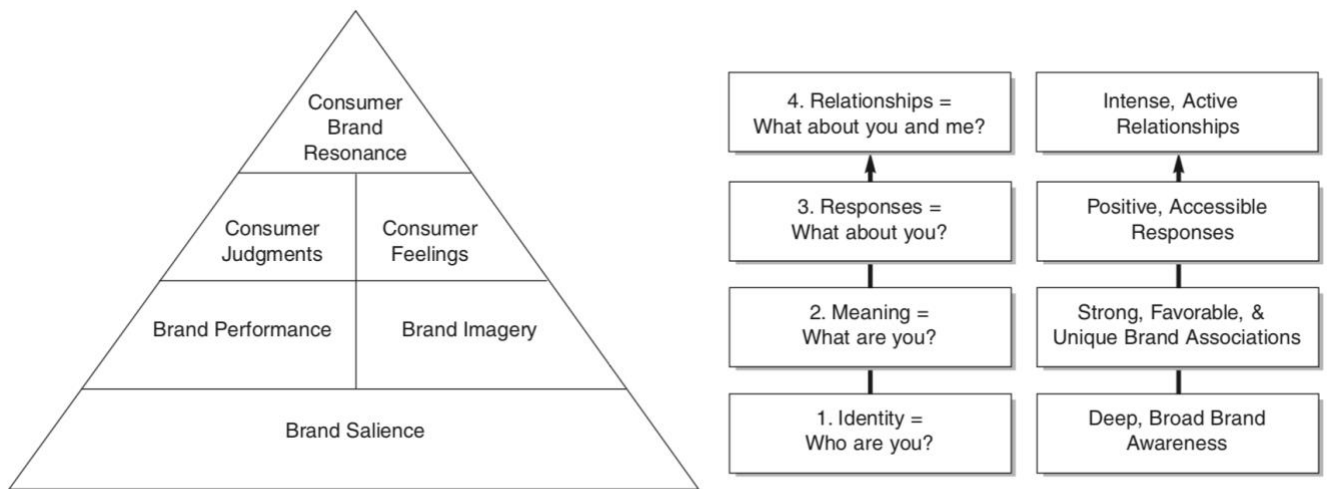 Consumer
Brand
Resonance
Consumer
Judgments
Consumer
Feelings
Brand Performance
Brand Imagery
Brand Salience
4. Relationships =
What about you and me?
Intense, Active
Relationships
3. Responses =
What about you?
Positive, Accessible
Responses
2. Meaning =
What are you?
Strong, Favorable, &
Unique Brand Associations
1. Identity =
Who are you?
Deep, Broad Brand
Awareness